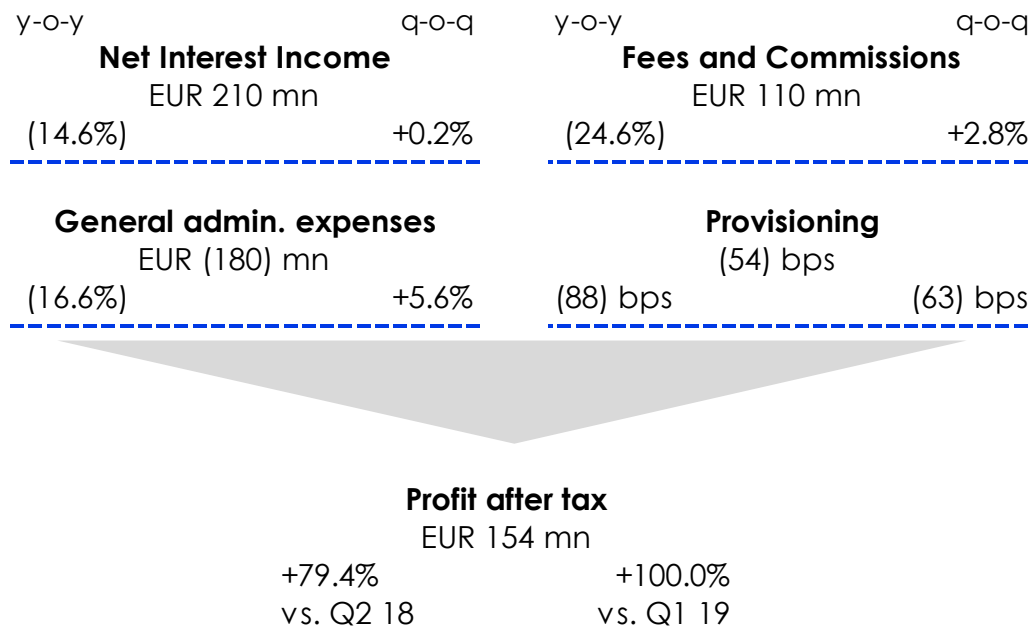 y-o-y q-o-q
Net Interest Income
EUR 210 mn
(14.6%) +0.2%
y-o-y q-o-q
Fees and Commissions
EUR 110 mn
(24.6%) +2.8%
General admin. expenses
EUR (180) mn
(16.6%) +5.6%
Provisioning
(54) bps
(88) bps (63) bps
Profit after tax
EUR 154 mn
+79.4% +100.0%
vs. Q2 18 vs. Q1 19